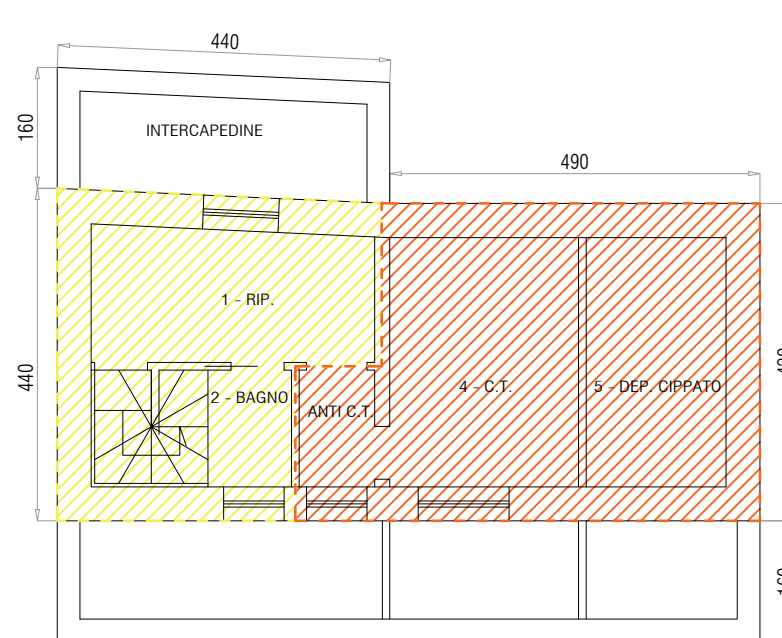 440
160
INTERCAPEDINE
490
1 - RIP.
440
2 - BAGNO
ANTI C.T.
4 - C.T.
5 - DEP. CIPPATO